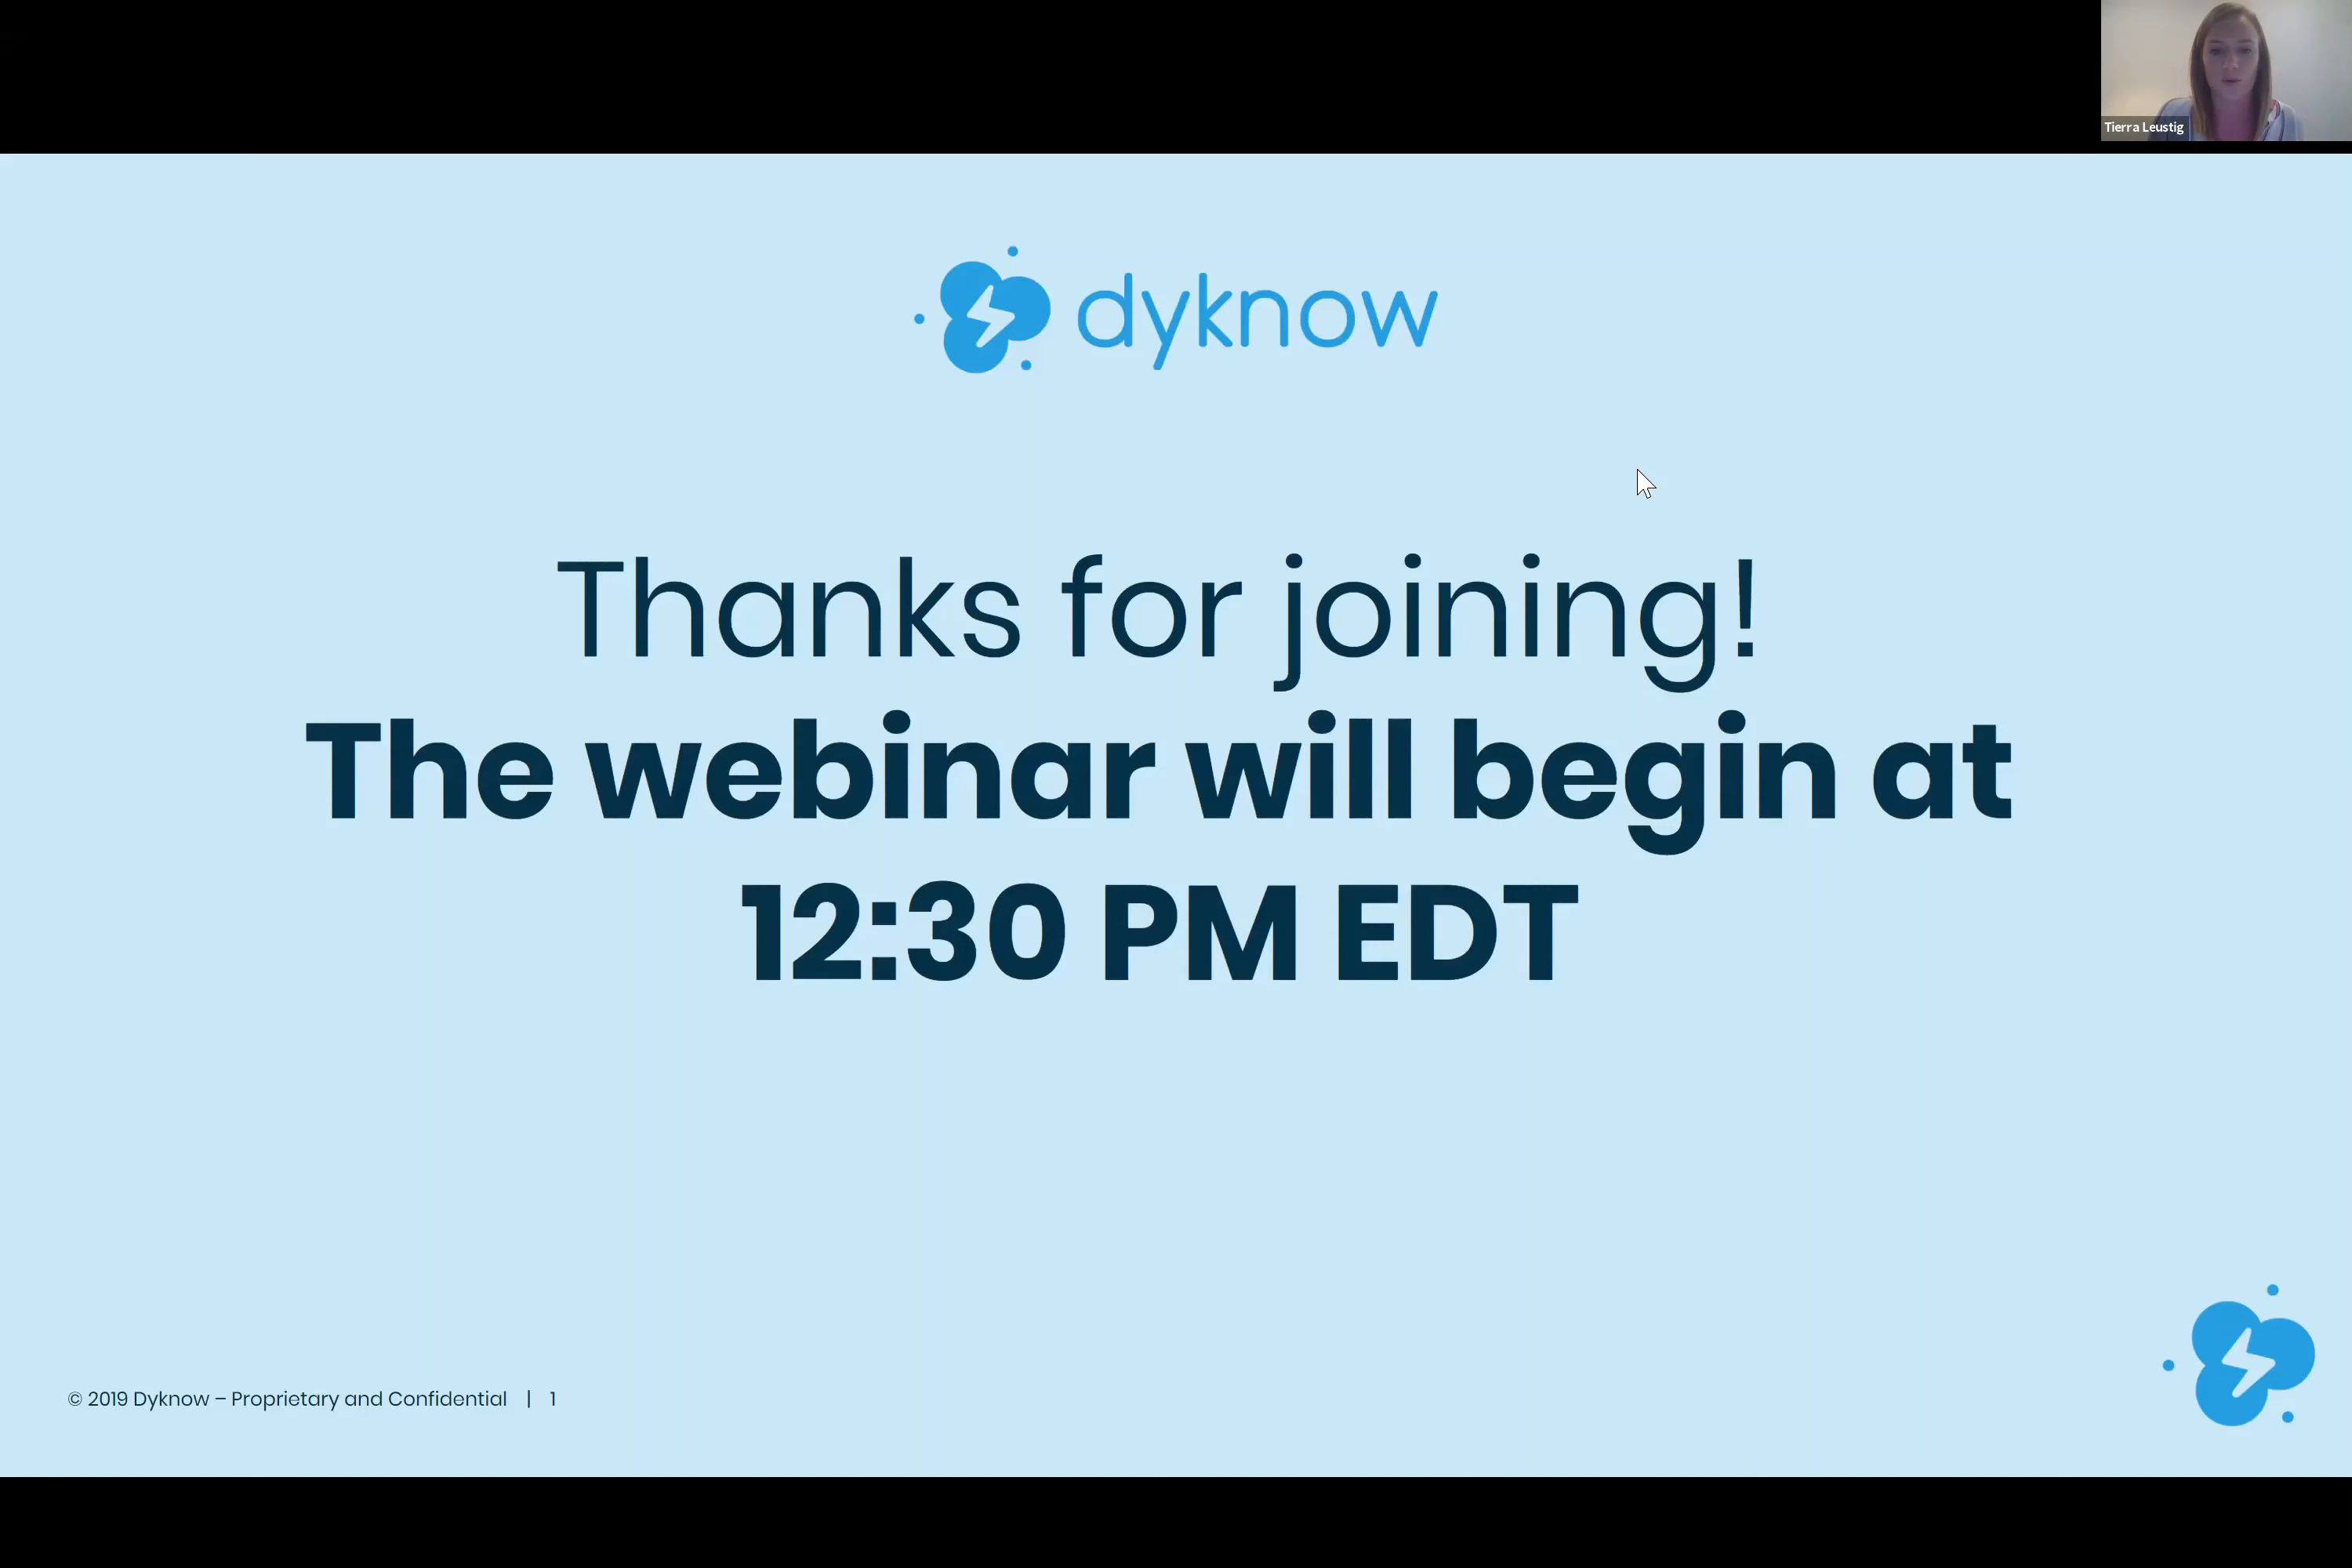 Tierra Leustig
dyknow
Thanks for joining!
The webinar will begin at
12:30 PM EDT
© 2019 Dyknow – Proprietary and Confidential | 1